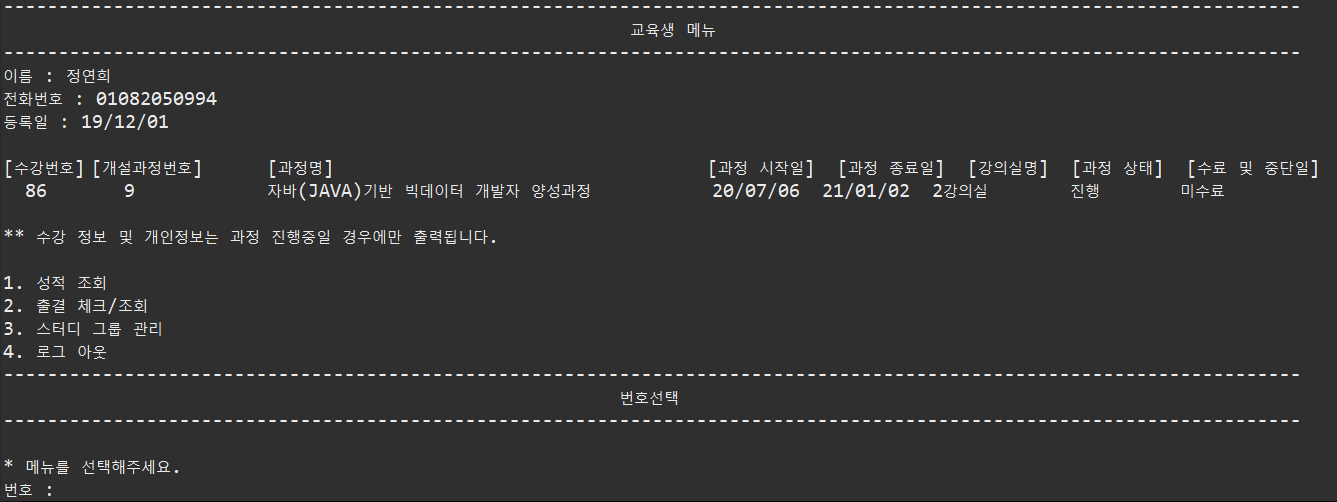 --------------------------------------------------------------------------------------------------------------------------------------------
교육생 메뉴
--------------------------------------------------------------------------------------------------------------------------------------------
이름 : 정연희
전화번호 : 01082050994
등록일 : 19/12/01
[수강번호] [개설과정번호] [과정명] [과정 시작일] [과정 종료일] [강의실명] [과정 상태] [수료 및 중단일]
86 9 자바(JAVA)기반 빅데이터 개발자 양성과정 20/07/06 21/01/02 2강의실 진행 미수료
** 수강 정보 및 개인정보는 과정 진행중일 경우에만 출력됩니다.
1. 성적 조회
2. 출결 체크/조회
3. 스터디 그룹 관리
4. 로그 아웃
--------------------------------------------------------------------------------------------------------------------------------------------
번호선택
--------------------------------------------------------------------------------------------------------------------------------------------
* 메뉴를 선택해주세요.
번호 :